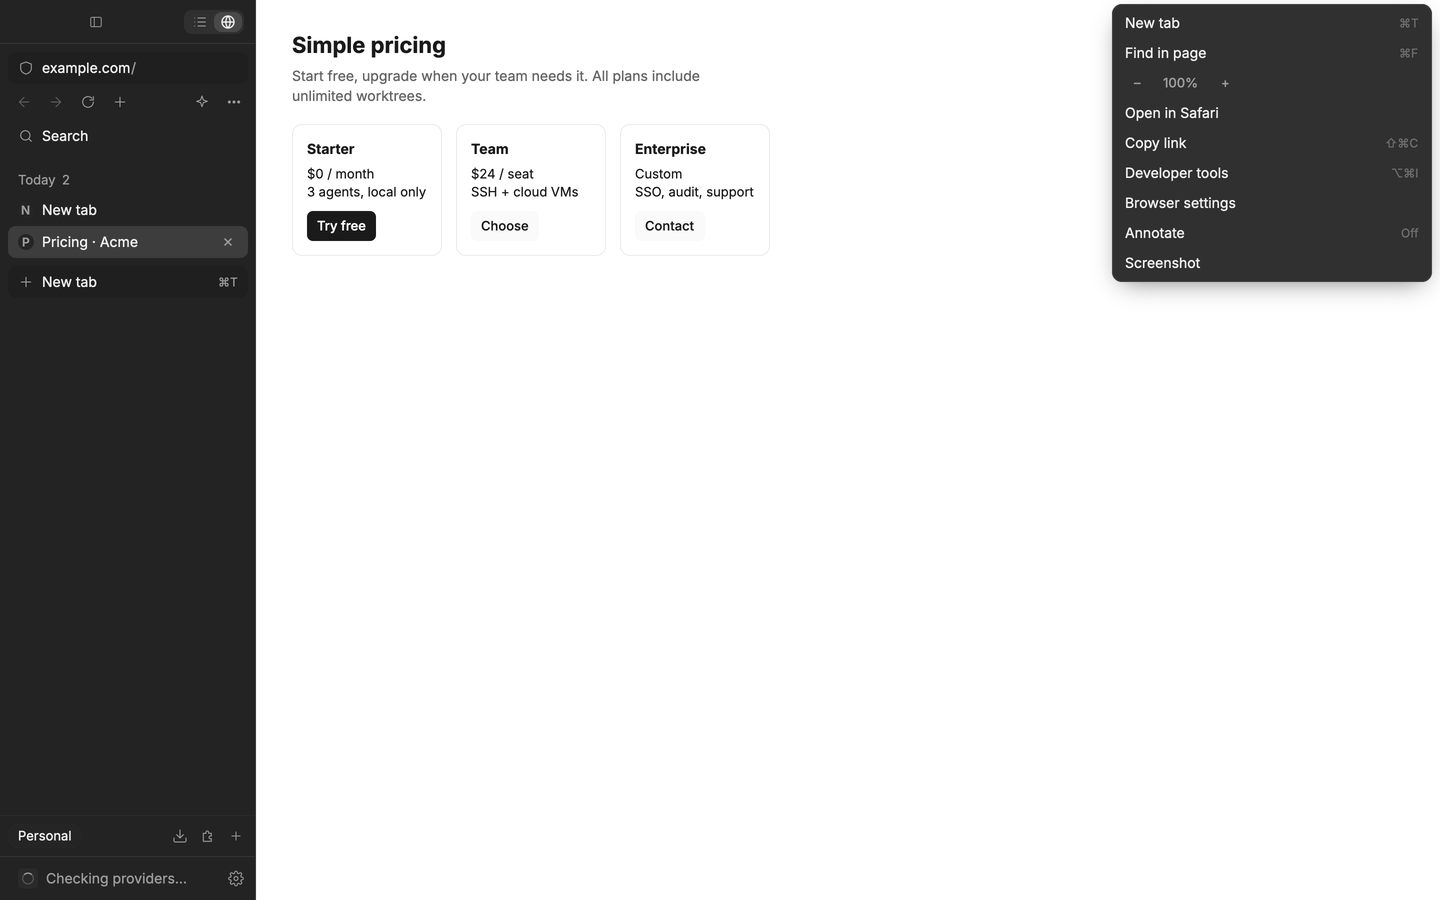 example.com/
Search
Today 2
N New tab
P Pricing · Acme
New tab ⌘T
Personal
Checking providers...
Simple pricing
Start free, upgrade when your team needs it. All plans include
unlimited worktrees.
Starter
$0 / month
3 agents, local only
Try free
Team
$24 / seat
SSH + cloud VMs
Choose
Enterprise
Custom
SSO, audit, support
Contact
New tab ⌘T
Find in page ⌘F
− 100% +
Open in Safari
Copy link ⇧⌘C
Developer tools ⌥⌘I
Browser settings
Annotate Off
Screenshot